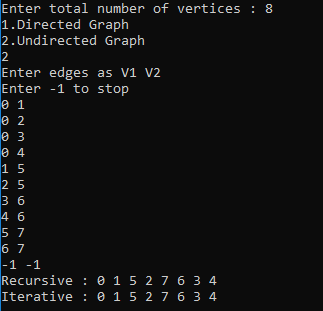 Enter total number of vertices : 8
1.Directed Graph
2.Undirected Graph
2
Enter edges as V1 V2
Enter -1 to stop
0 1
0 2
0 3
0 4
1 5
2 5
3 6
4 6
5 7
6 7
-1 -1
Recursive : 0 1 5 2 7 6 3 4
Iterative : 0 1 5 2 7 6 3 4